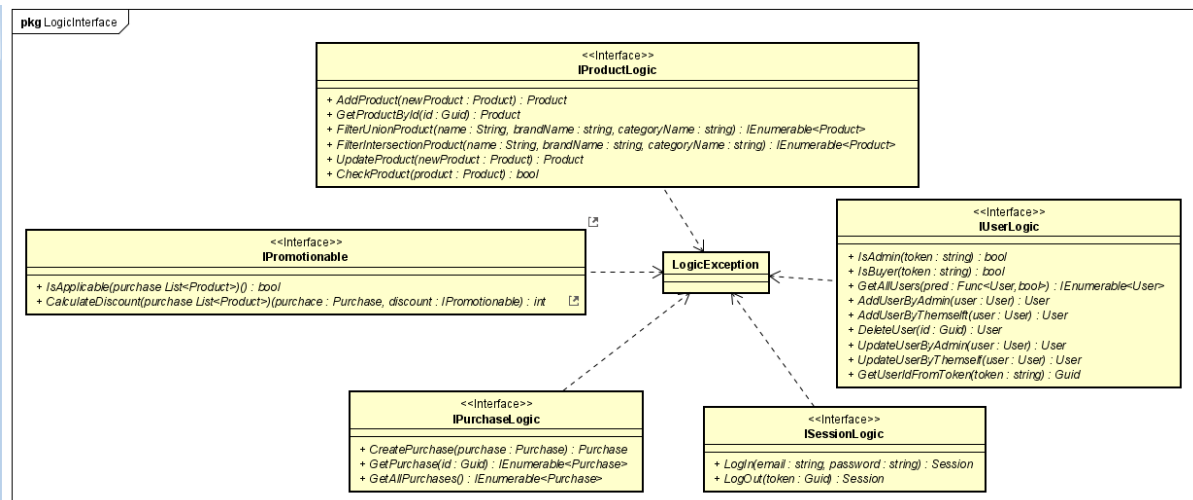 pkg LogicInterface
<<Interface>>
IProductLogic
+ AddProduct(newProduct : Product) : Product
+ GetProductById(id : Guid) : Product
+ FilterUnionProduct(name : String, brandName : string, categoryName : string) : IEnumerable<Product>
+ FilterIntersectionProduct(name : String, brandName : string, categoryName : string) : IEnumerable<Product>
+ UpdateProduct(newProduct : Product) : Product
+ CheckProduct(product : Product) : bool
<<Interface>>
IPromotionable
+ IsApplicable(purchase List<Product>)() : bool
+ CalculateDiscount(purchase List<Product>)(purchace : Purchase, discount : IPromotionable) : int
LogicException
<<Interface>>
IUserLogic
+ IsAdmin(token : string) : bool
+ IsBuyer(token : string) : bool
+ GetAllUsers(pred : Func<User,bool>) : IEnumerable<User>
+ AddUserByAdmin(user : User) : User
+ AddUserByThemselft(user : User) : User
+ DeleteUser(id : Guid) : User
+ UpdateUserByAdmin(user : User) : User
+ UpdateUserByThemself(user : User) : User
+ GetUserIdFromToken(token : string) : Guid
<<Interface>>
IPurchaseLogic
+ CreatePurchase(purchase : Purchase) : Purchase
+ GetPurchase(id : Guid) : IEnumerable<Purchase>
+ GetAllPurchases() : IEnumerable<Purchase>
<<Interface>>
ISessionLogic
+ LogIn(email : string, password : string) : Session
+ LogOut(token : Guid) : Session